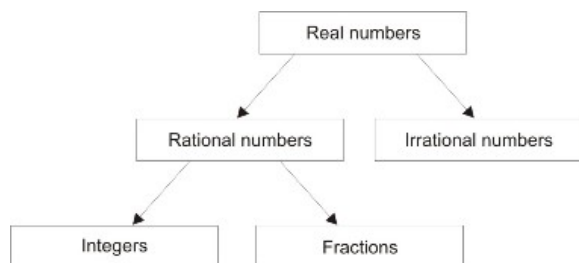 Real numbers
Rational numbers
Irrational numbers
Integers
Fractions